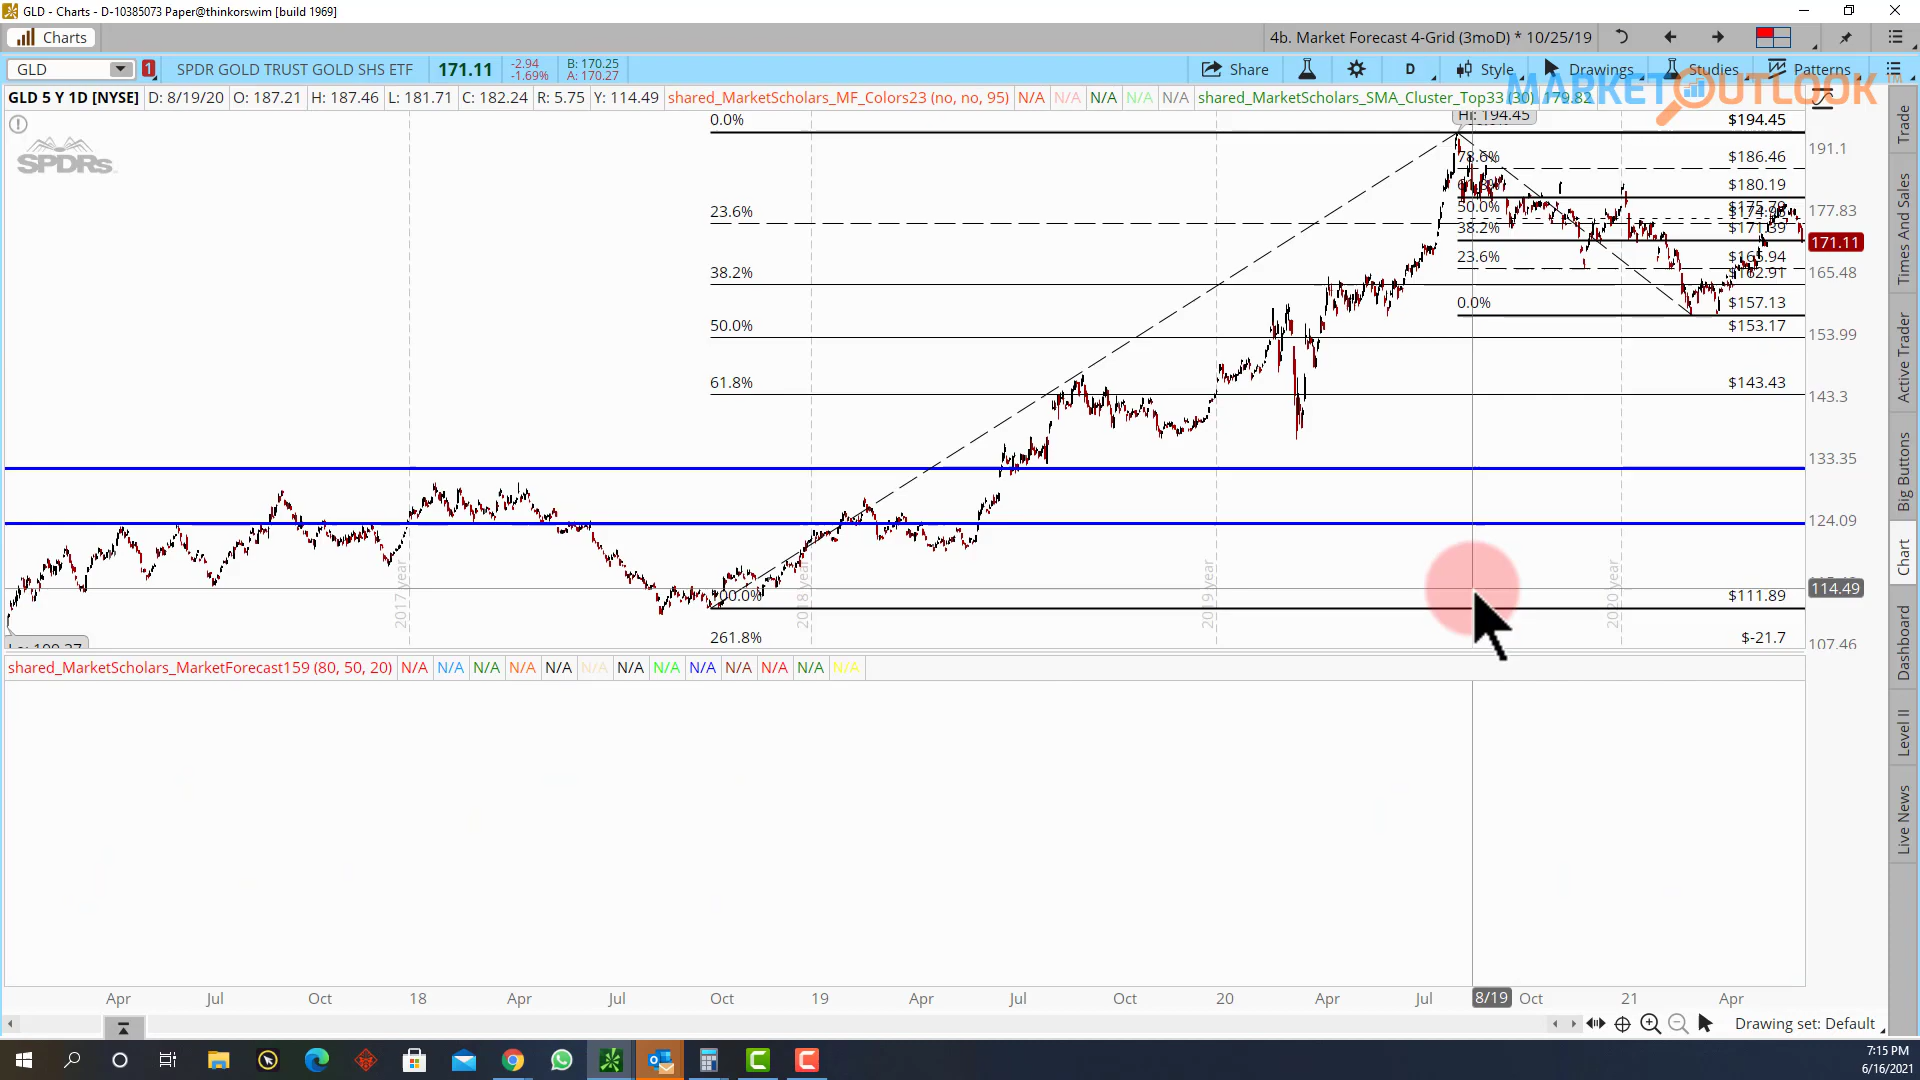 GLD - Charts - D-10385073 Paper@thinkorswim [build 1969]
Charts
4b. Market Forecast 4-Grid (3moD) * 10/25/19
GLD
1
SPDR GOLD TRUST GOLD SHS ETF
171.11
-2.94
-1.69%
B: 170.25
A: 170.27
Share
D
Style
Drawings
Studies
Patterns
MARKET OUTLOOK
GLD 5 Y 1D [NYSE]
D: 8/19/20
O: 187.21
H: 187.46
L: 181.71
C: 182.24
R: 5.75
Y: 114.49
shared_MarketScholars_MF_Colors23 (no, no, 95)
N/A
N/A
N/A
N/A
N/A
shared_MarketScholars_SMA_Cluster_Top33 (30)
179.82
SPDRs
0.0%
Hi: 194.45
$194.45
191.1
78.6%
$186.46
$180.19
23.6%
50.0%
$175.79
177.83
38.2%
$171.39
171.11
38.2%
23.6%
$165.94
$162.91
165.48
0.0%
$157.13
50.0%
$153.17
153.99
61.8%
$143.43
143.3
133.35
124.09
100.0%
$111.89
114.49
2017 year
2018 year
2019 year
2020 year
261.8%
$-21.7
107.46
shared_MarketScholars_MarketForecast159 (80, 50, 20)
N/A
N/A
N/A
N/A
N/A
N/A
N/A
N/A
N/A
N/A
N/A
N/A
N/A
Apr
Jul
Oct
18
Apr
Jul
Oct
19
Apr
Jul
Oct
20
Apr
Jul
8/19
Oct
21
Apr
Drawing set: Default
Trade
Times And Sales
Active Trader
Big Buttons
Chart
Dashboard
Level II
Live News
7:15 PM
6/16/2021